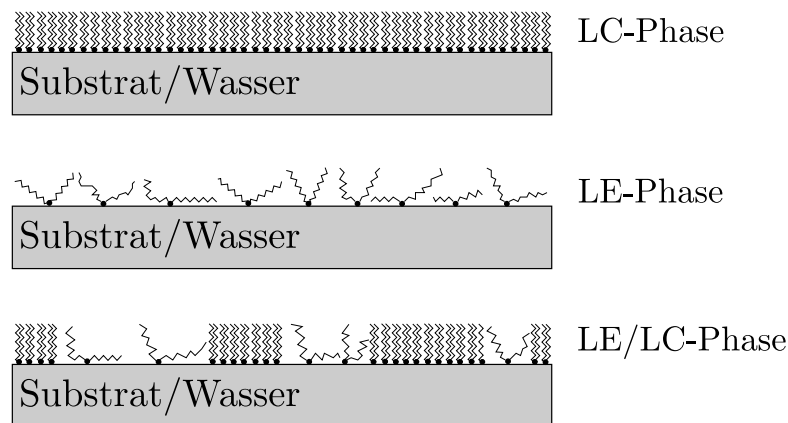 LC-Phase
Substrat/Wasser
LE-Phase
Substrat/Wasser
LE/LC-Phase
Substrat/Wasser